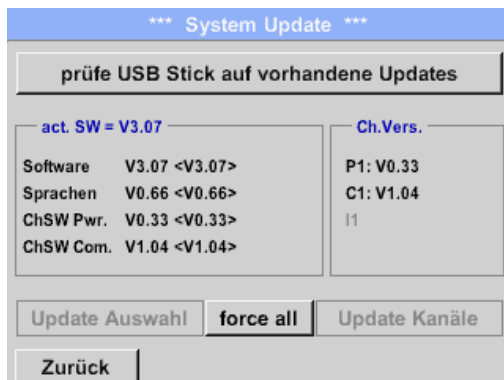 *** System Update ***
prüfe USB Stick auf vorhandene Updates
act. SW = V3.07
Software V3.07 <V3.07>
Sprachen V0.66 <V0.66>
ChSW Pwr. V0.33 <V0.33>
ChSW Com. V1.04 <V1.04>
Ch.Vers.
P1: V0.33
C1: V1.04
I1
Update Auswahl
force all
Update Kanäle
Zurück